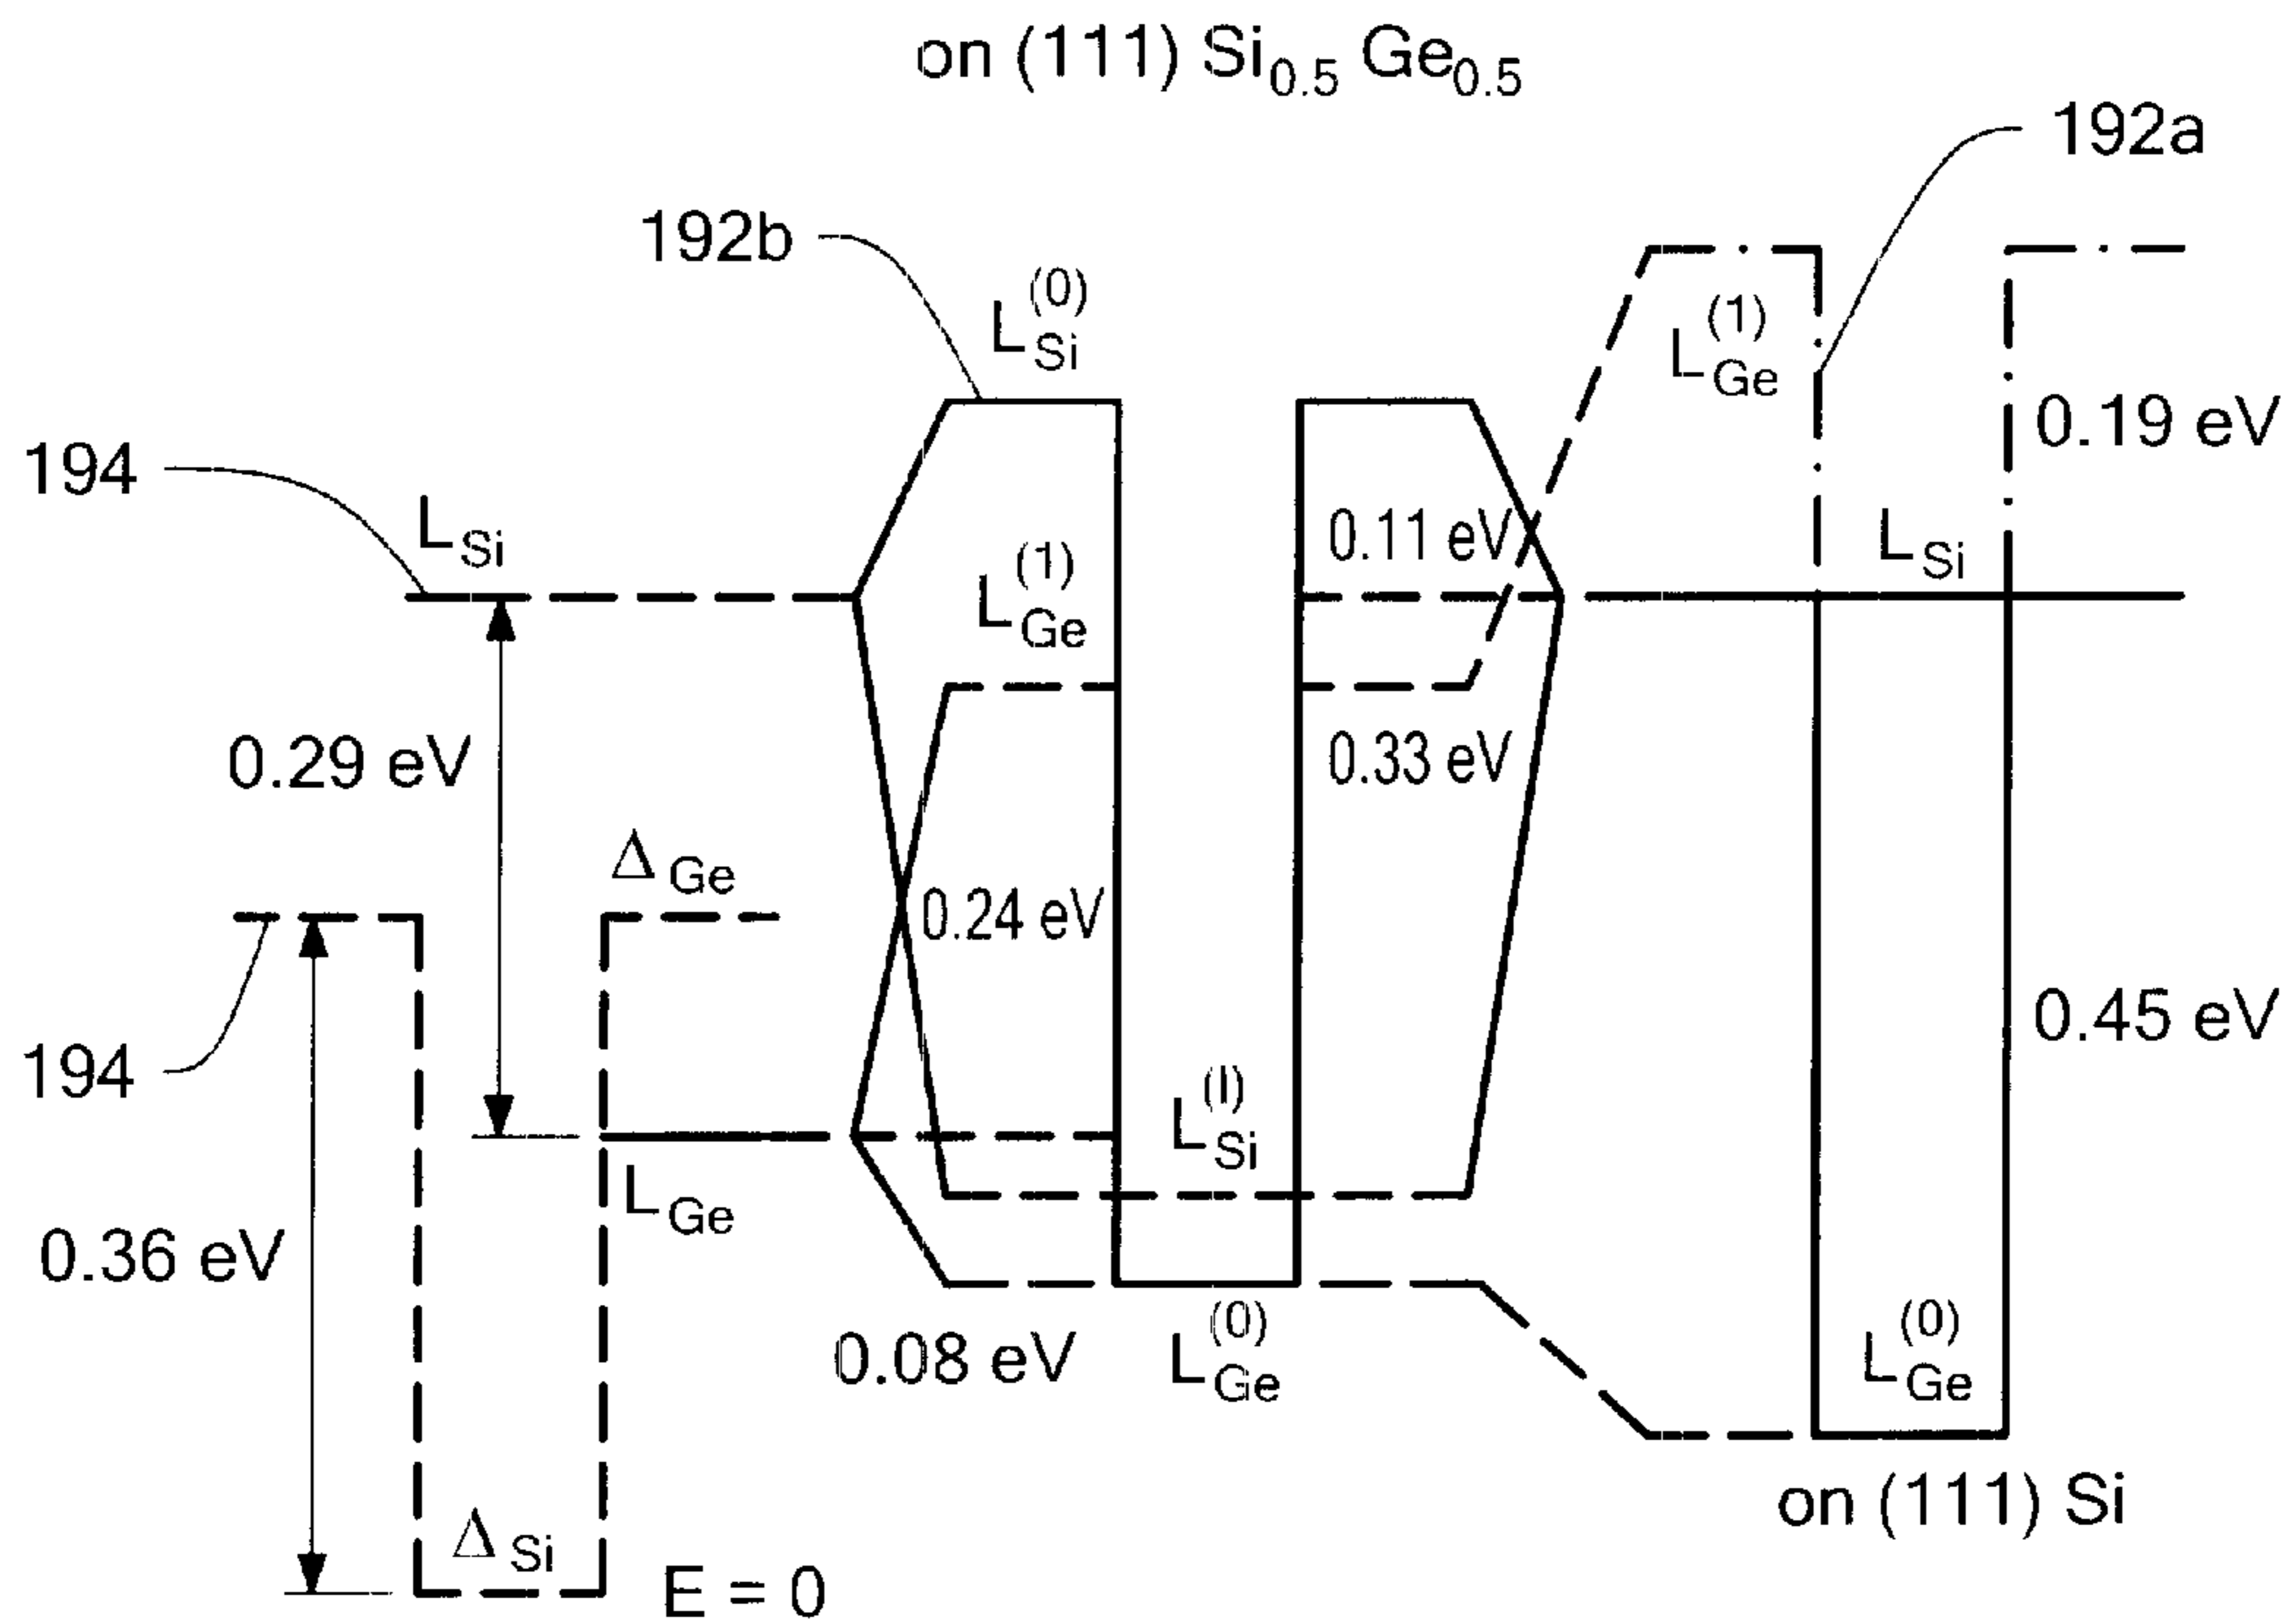 on (111) Si0.5 Ge0.5
192a
192b
L(0)Si
L(1)Ge
194
LSi
0.19 eV
0.11 eV
LSi
L(1)Ge
0.29 eV
0.33 eV
ΔGe
0.24 eV
194
0.45 eV
L(l)Si
LGe
0.36 eV
0.08 eV
L(0)Ge
L(0)Ge
on (111) Si
ΔSi
E = 0